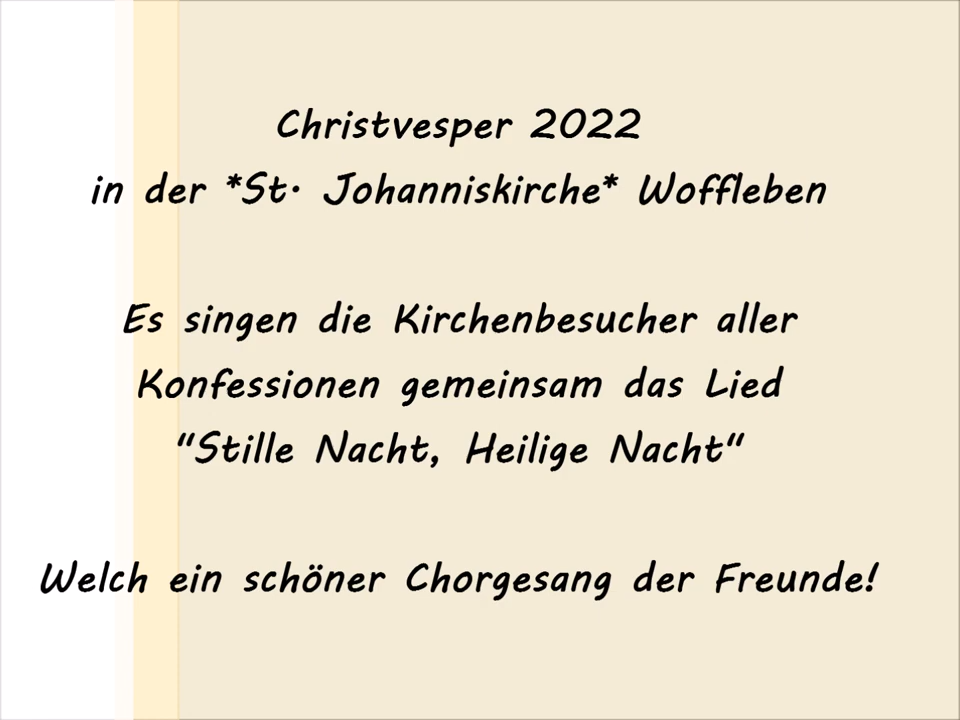 Christvesper 2022
in der *St. Johanniskirche* Woffleben
Es singen die Kirchenbesucher aller
Konfessionen gemeinsam das Lied
"Stille Nacht, Heilige Nacht"
Welch ein schöner Chorgesang der Freunde!